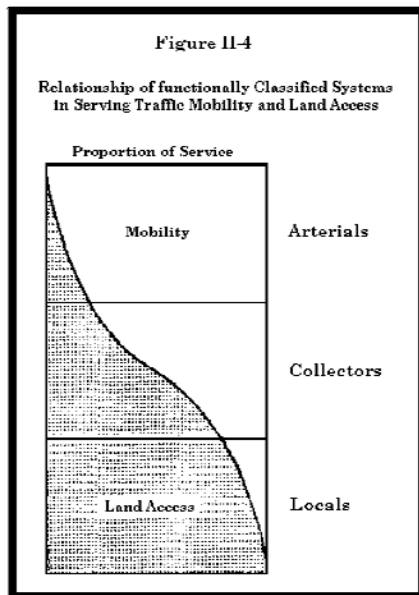 Figure II-4
Relationship of functionally Classified Systems
in Serving Traffic Mobility and Land Access
Proportion of Service
Mobility
Arterials
Collectors
Land Access
Locals